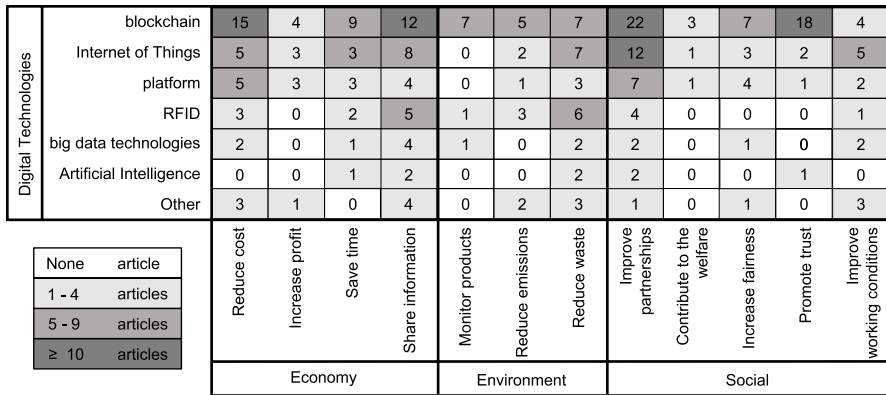 Digital Technologies
blockchain 15 4 9 12 7 5 7 22 3 7 18 4
Internet of Things 5 3 3 8 0 2 7 12 1 3 2 5
platform 5 3 3 4 0 1 3 7 1 4 1 2
RFID 3 0 2 5 1 3 6 4 0 0 0 1
big data technologies 2 0 1 4 1 0 2 2 0 1 0 2
Artificial Intelligence 0 0 1 2 0 0 2 2 0 0 1 0
Other 3 1 0 4 0 2 3 1 0 1 0 3
None article
1 - 4 articles
5 - 9 articles
≥ 10 articles
Reduce cost
Increase profit
Save time
Share information
Monitor products
Reduce emissions
Reduce waste
Improve
partnerships
Contribute to the
welfare
Increase fairness
Promote trust
Improve
working conditions
Economy
Environment
Social